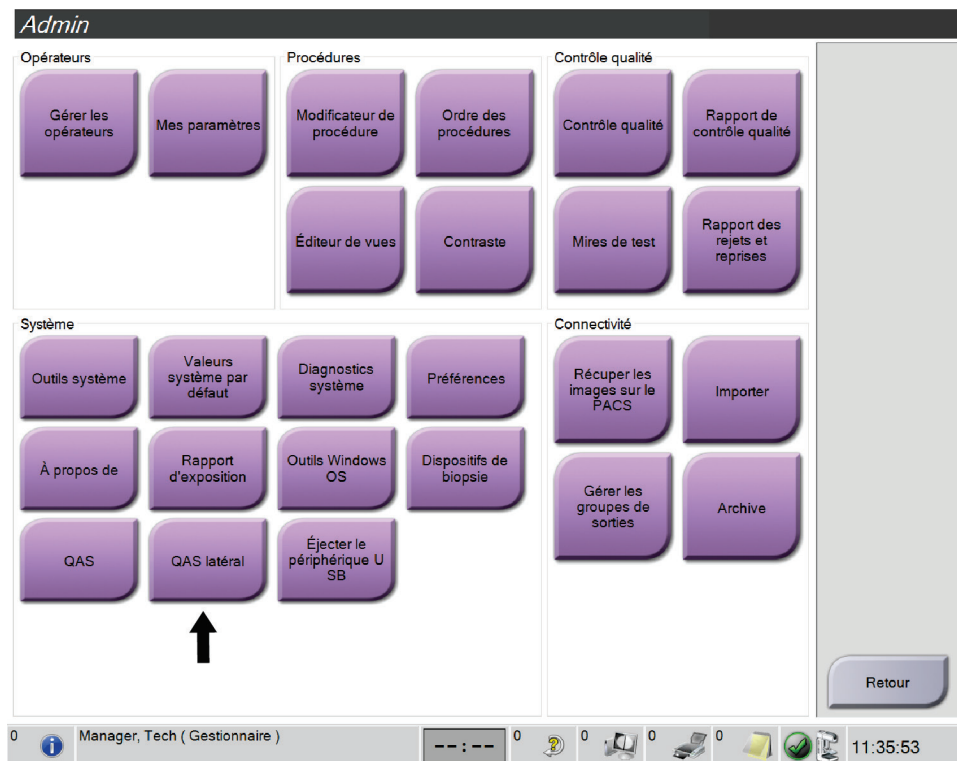 Admin
Opérateurs
Gérer les
opérateurs
Mes paramètres
Procédures
Modificateur de
procédure
Ordre des
procédures
Éditeur de vues
Contraste
Contrôle qualité
Contrôle qualité
Rapport de
contrôle qualité
Mires de test
Rapport des
rejets et
reprises
Système
Outils système
Valeurs
système par
défaut
Diagnostics
système
Préférences
À propos de
Rapport
d'exposition
Outils Windows
OS
Dispositifs de
biopsie
QAS
QAS latéral
Éjecter le
périphérique U
SB
Connectivité
Récuper les
images sur le
PACS
Importer
Gérer les
groupes de
sorties
Archive
Retour
0 Manager, Tech ( Gestionnaire ) --:-- 0 0 0 0 11:35:53